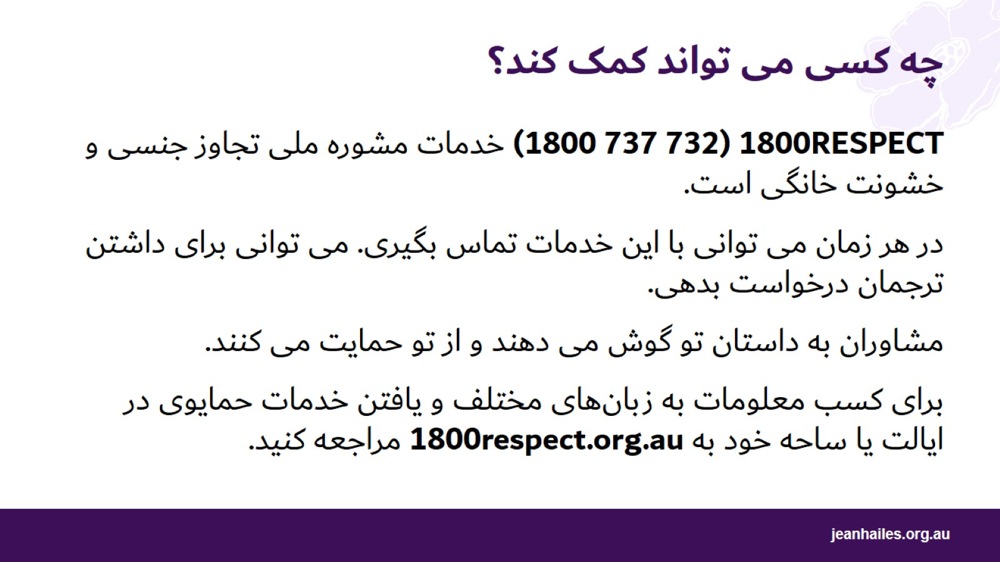 چه کسی می تواند کمک کند؟
1800RESPECT (1800 737 732) خدمات مشوره ملی تجاوز جنسی و
خشونت خانگی است.
در هر زمان می توانی با این خدمات تماس بگیری. می توانی برای داشتن
ترجمان درخواست بدهی.
مشاوران به داستان تو گوش می دهند و از تو حمایت می کنند.
برای کسب معلومات به زبان‌های مختلف و یافتن خدمات حمایوی در
ایالت یا ساحه خود به 1800respect.org.au مراجعه کنید.
jeanhailes.org.au